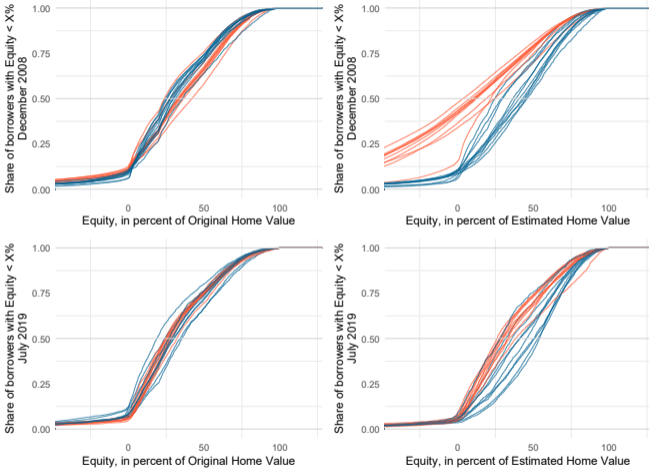 Share of borrowers with Equity < X%
December 2008
1.00
0.75
0.50
0.25
0.00
0
50
100
Equity, in percent of Original Home Value
Share of borrowers with Equity < X%
December 2008
1.00
0.75
0.50
0.25
0.00
0
50
100
Equity, in percent of Estimated Home Value
Share of borrowers with Equity < X%
July 2019
1.00
0.75
0.50
0.25
0.00
0
50
100
Equity, in percent of Original Home Value
Share of borrowers with Equity < X%
July 2019
1.00
0.75
0.50
0.25
0.00
0
50
100
Equity, in percent of Estimated Home Value